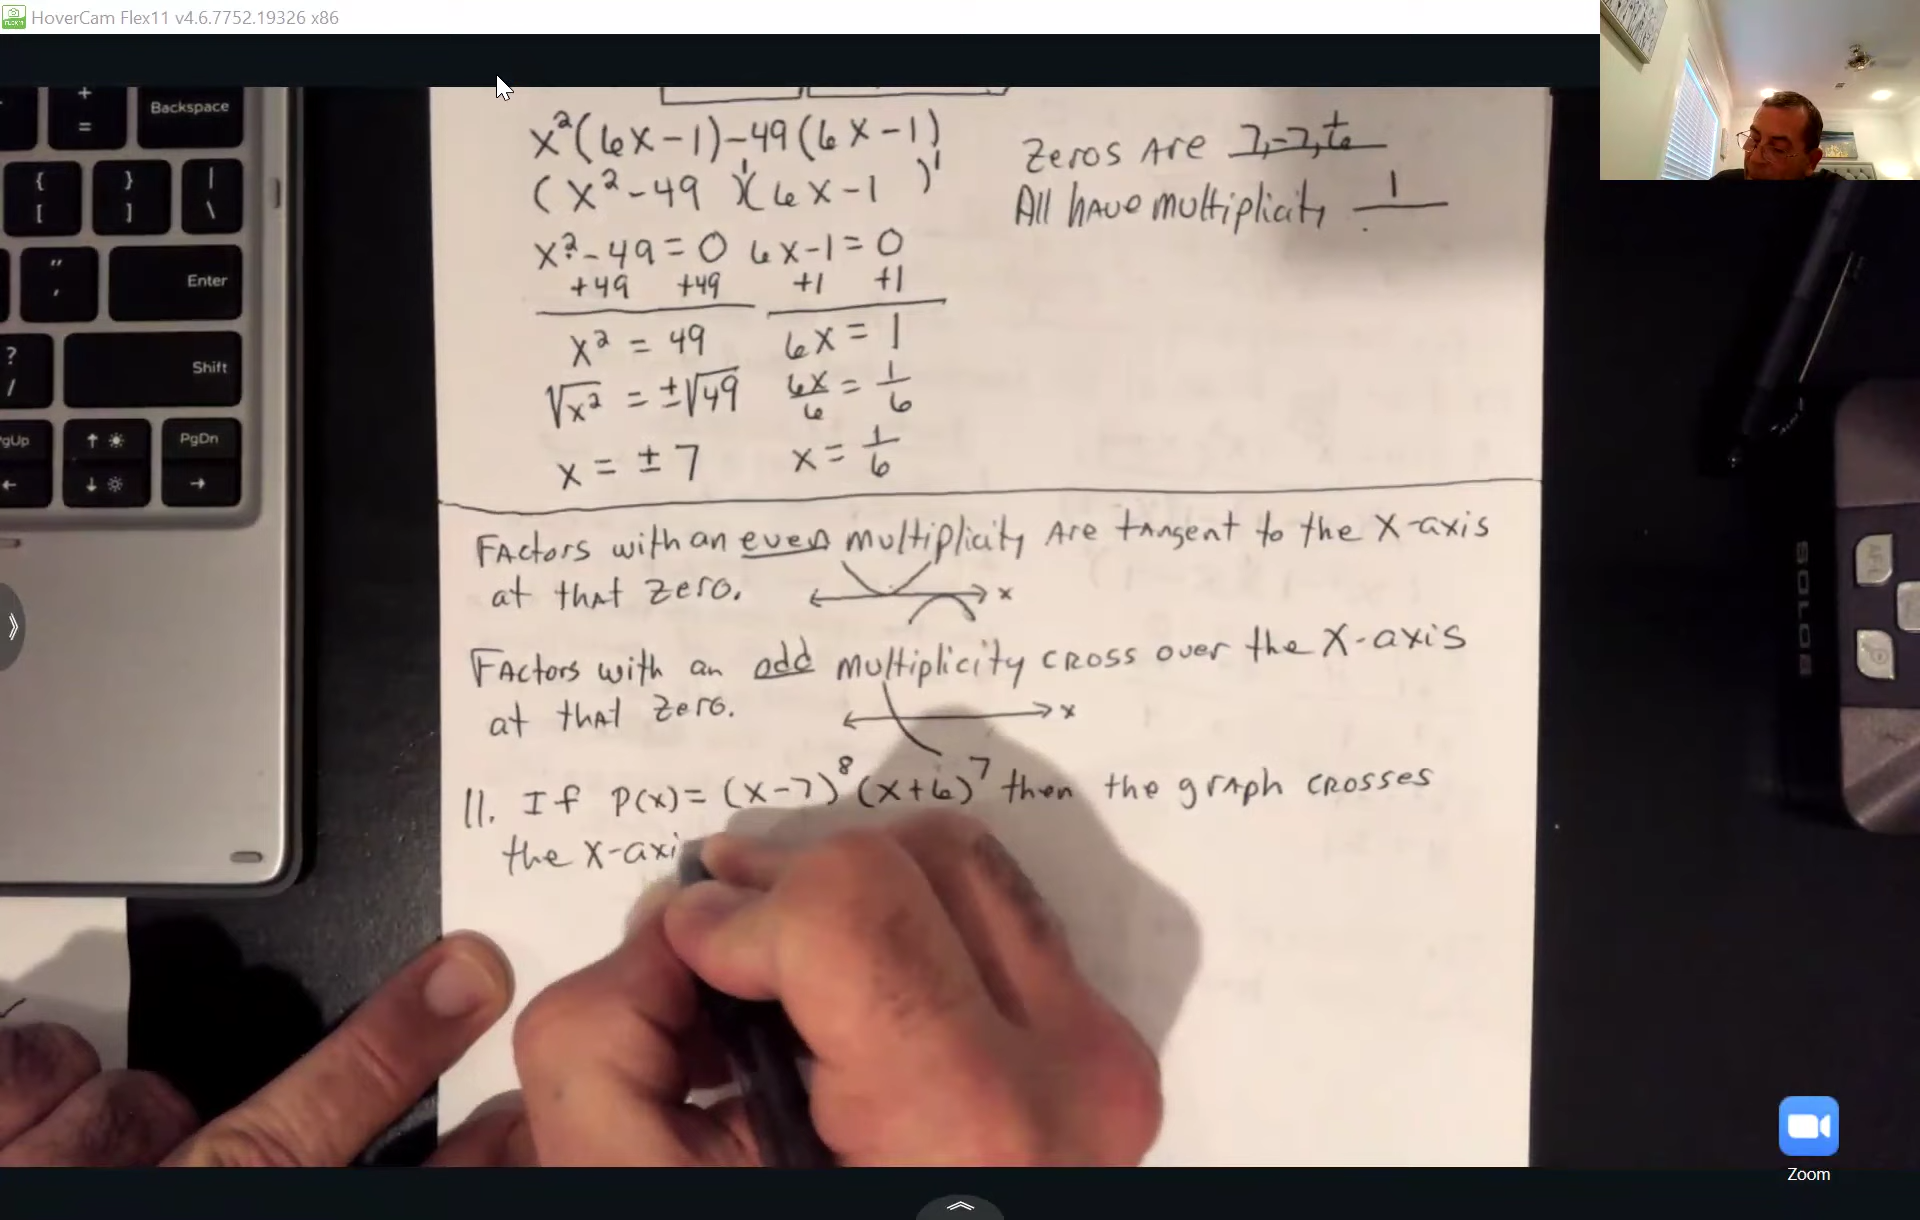 HoverCam Flex11 v4.6.7752.19326 x86
+
=
Backspace
{
[
}
]
|
\
"
'
Enter
?
/
Shift
PgUp
↑
PgDn
←
↓
→
x²(6x-1)-49(6x-1)
(x²-49)¹(6x-1)¹
x²-49=0 6x-1=0
+49 +49 +1 +1
x² = 49 6x = 1
√x² = ±√49 6x/6 = 1/6
x = ±7 x = 1/6
Zeros Are 7,-7,1/6
All have multiplicity 1
Factors with an even multiplicity are tangent to the X-axis
at that zero.
x
Factors with an odd multiplicity cross over the X-axis
at that zero.
x
11. If P(x)=(x-7)⁸(x+6)⁷ then the graph crosses
the X-axi
SOLO8
Zoom